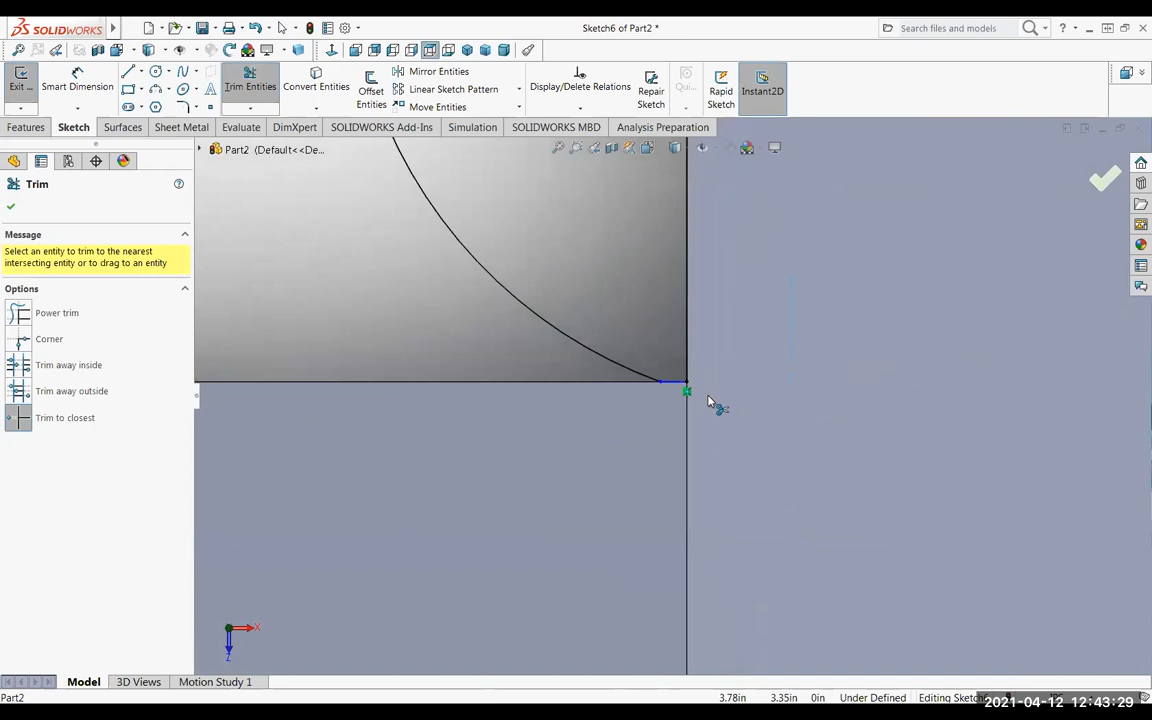 SOLIDWORKS
Sketch6 of Part2 *
Search files and models
Exit ...
Smart Dimension
Trim Entities
Convert Entities
Offset Entities
Mirror Entities
Linear Sketch Pattern
Move Entities
Display/Delete Relations
Repair Sketch
Qui...
Rapid Sketch
Instant2D
Features
Sketch
Surfaces
Sheet Metal
Evaluate
DimXpert
SOLIDWORKS Add-Ins
Simulation
SOLIDWORKS MBD
Analysis Preparation
Part2 (Default<<De...
Trim
Message
Select an entity to trim to the nearest
intersecting entity or to drag to an entity
Options
Power trim
Corner
Trim away inside
Trim away outside
Trim to closest
X
Z
Model
3D Views
Motion Study 1
Part2
3.78in
3.35in
0in
Under Defined
Editing Sketch6
2021-04-12 12:43:29